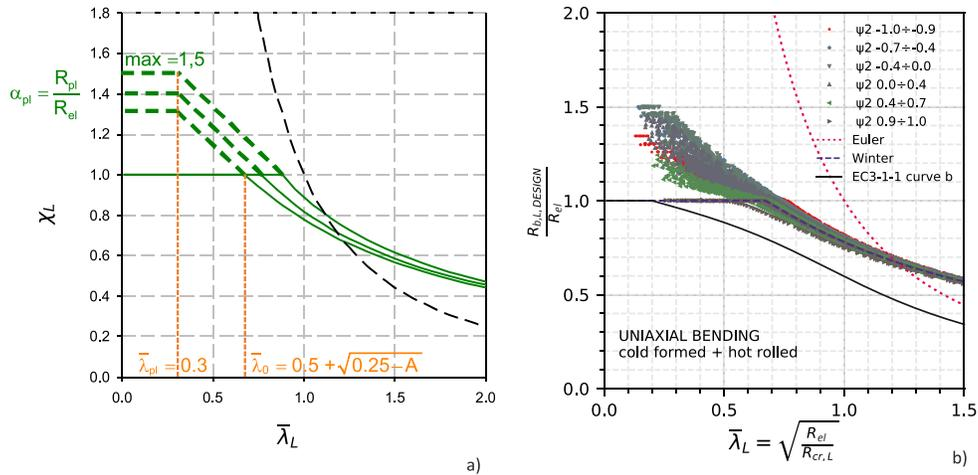 1.8
1.6
1.4
1.2
1.0
0.8
0.6
0.4
0.2
0.0
0.0 0.5 1.0 1.5 2.0
max =1,5
α_pl = R_pl / R_el
χ_L
λ̅_pl = 0.3
λ̅_0 = 0.5 + √0.25-A
λ̅_L
a)
2.0
1.5
1.0
0.5
0.0
0.0 0.5 1.0 1.5
R_b,L,DESIGN / R_el
ψ2 -1.0÷-0.9
ψ2 -0.7÷-0.4
ψ2 -0.4÷0.0
ψ2 0.0÷0.4
ψ2 0.4÷0.7
ψ2 0.9÷1.0
Euler
Winter
EC3-1-1 curve b
UNIAXIAL BENDING
cold formed + hot rolled
λ̅_L = √(R_el / R_cr,L)
b)